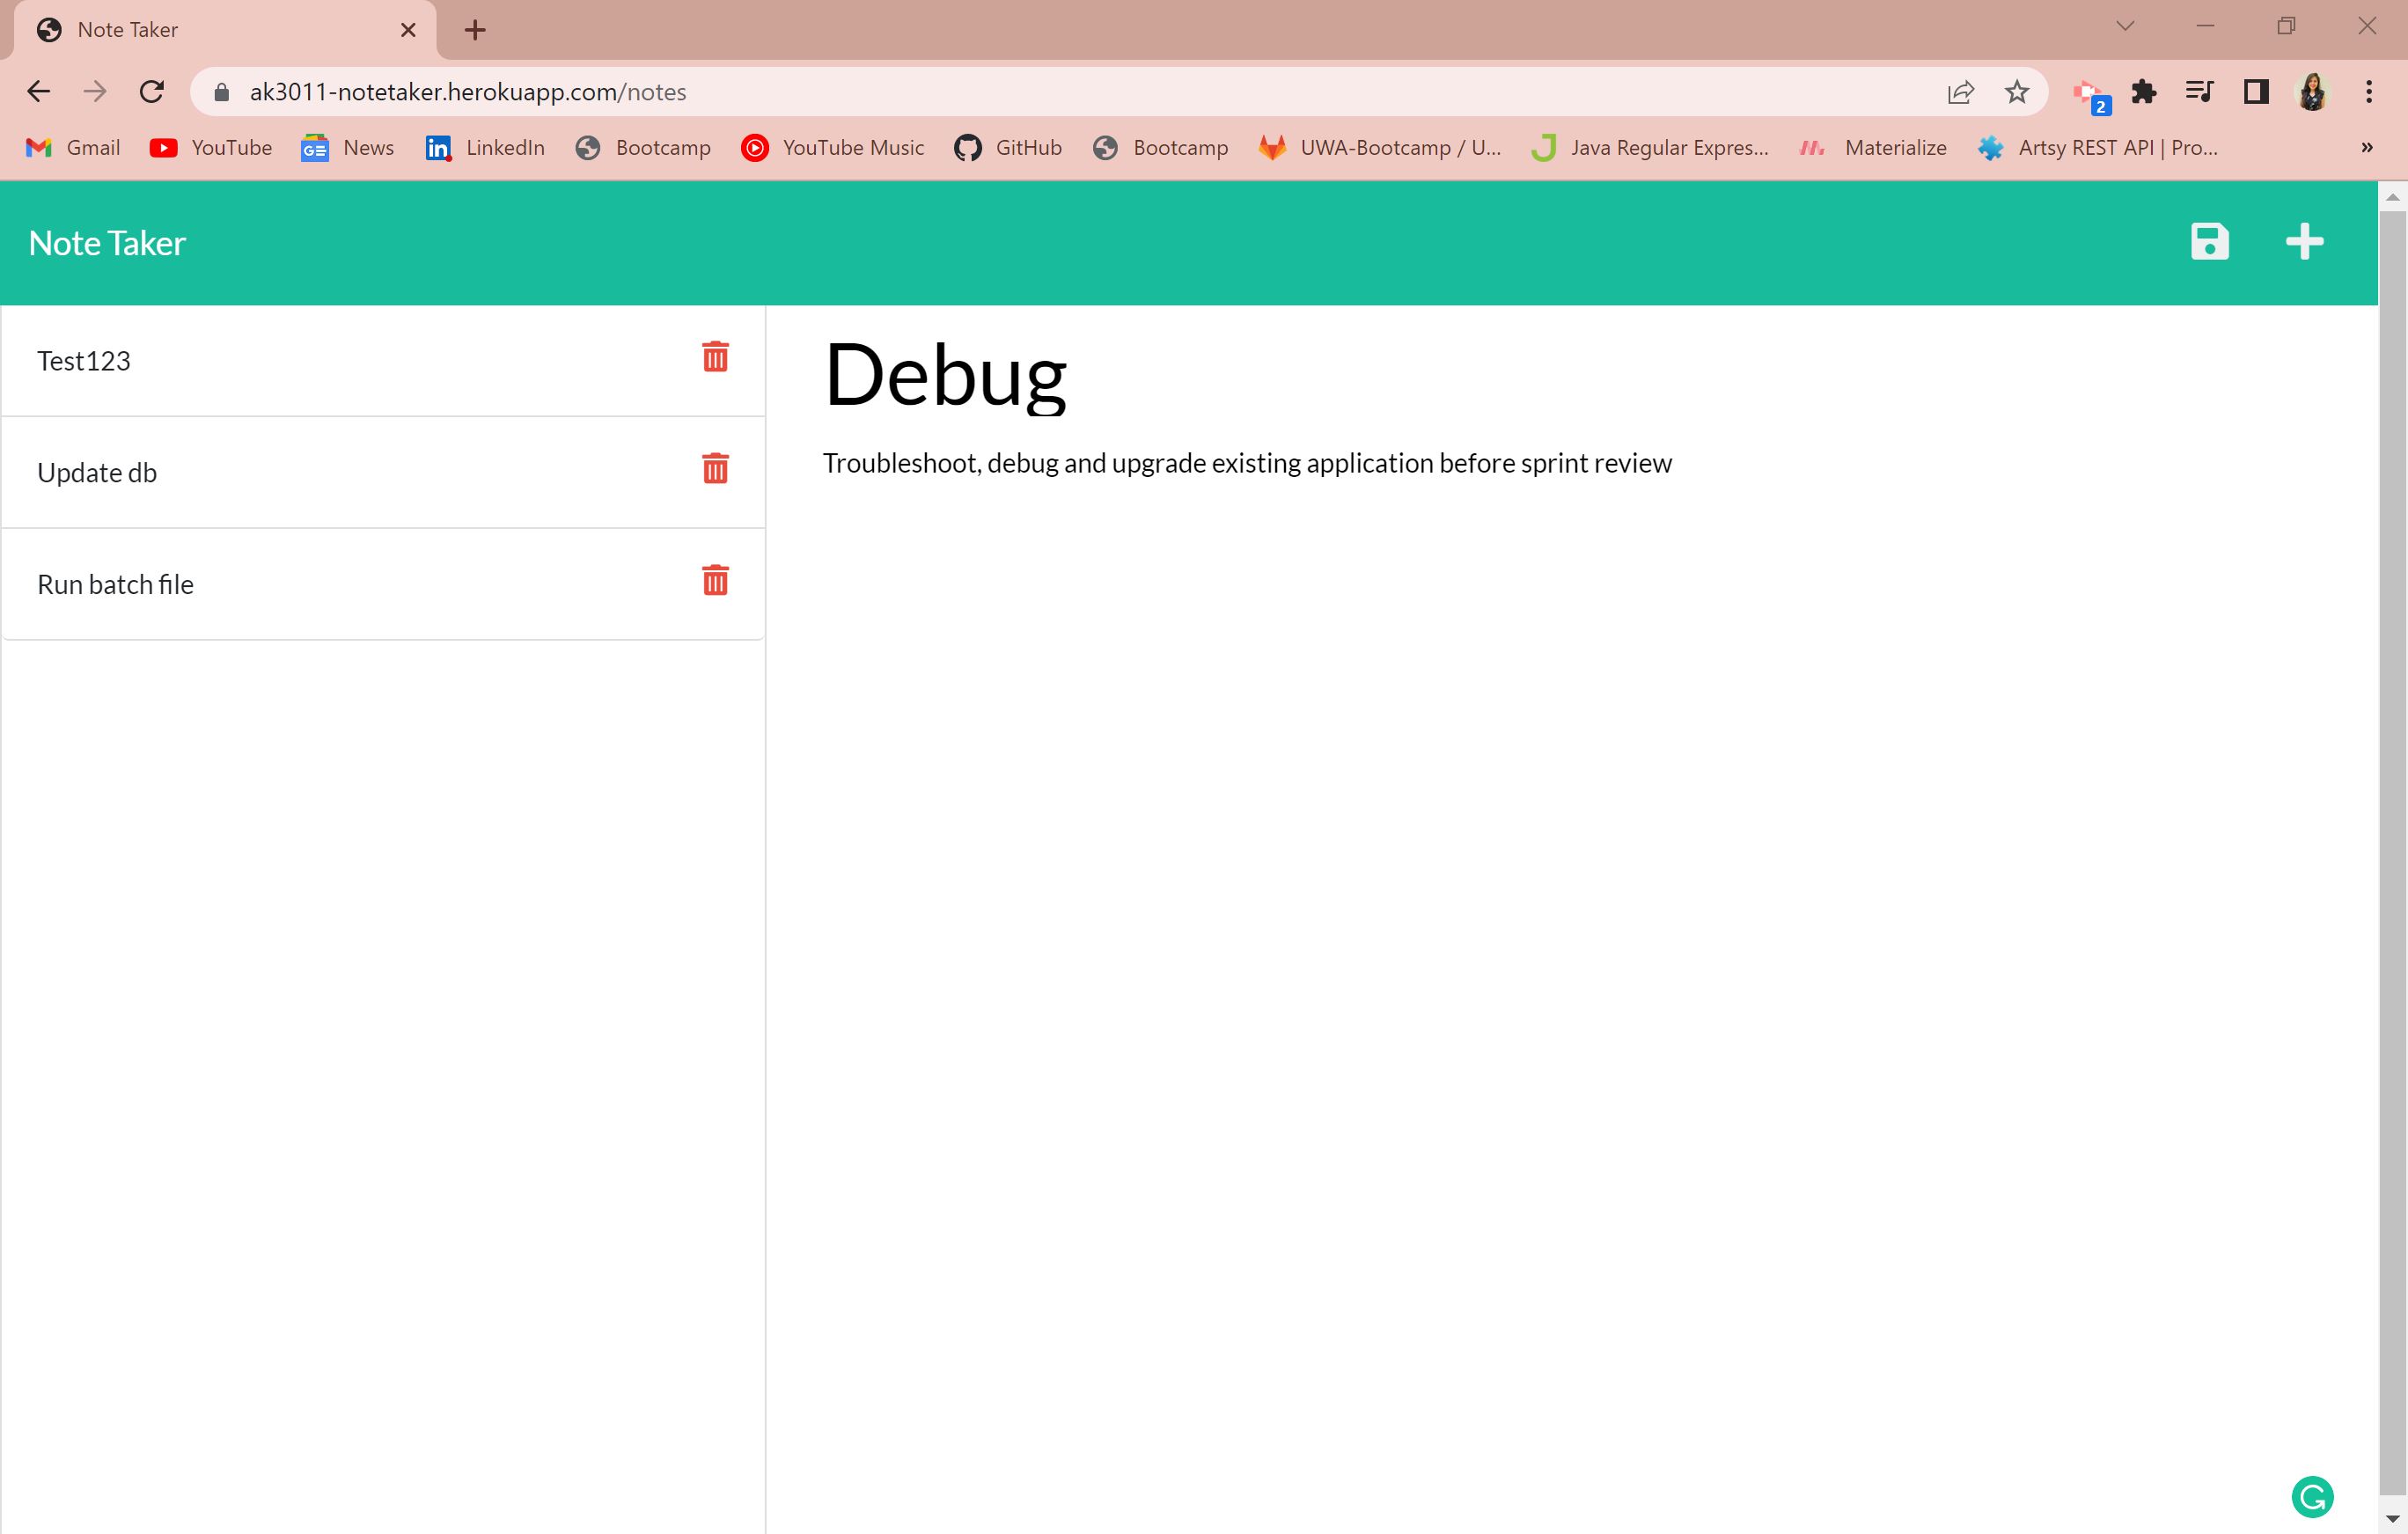 Note Taker
ak3011-notetaker.herokuapp.com/notes
2
Gmail YouTube News LinkedIn Bootcamp YouTube Music GitHub Bootcamp UWA-Bootcamp / U... Java Regular Expres... Materialize Artsy REST API | Pro... »
Note Taker
Test123
Update db
Run batch file
Debug
Troubleshoot, debug and upgrade existing application before sprint review